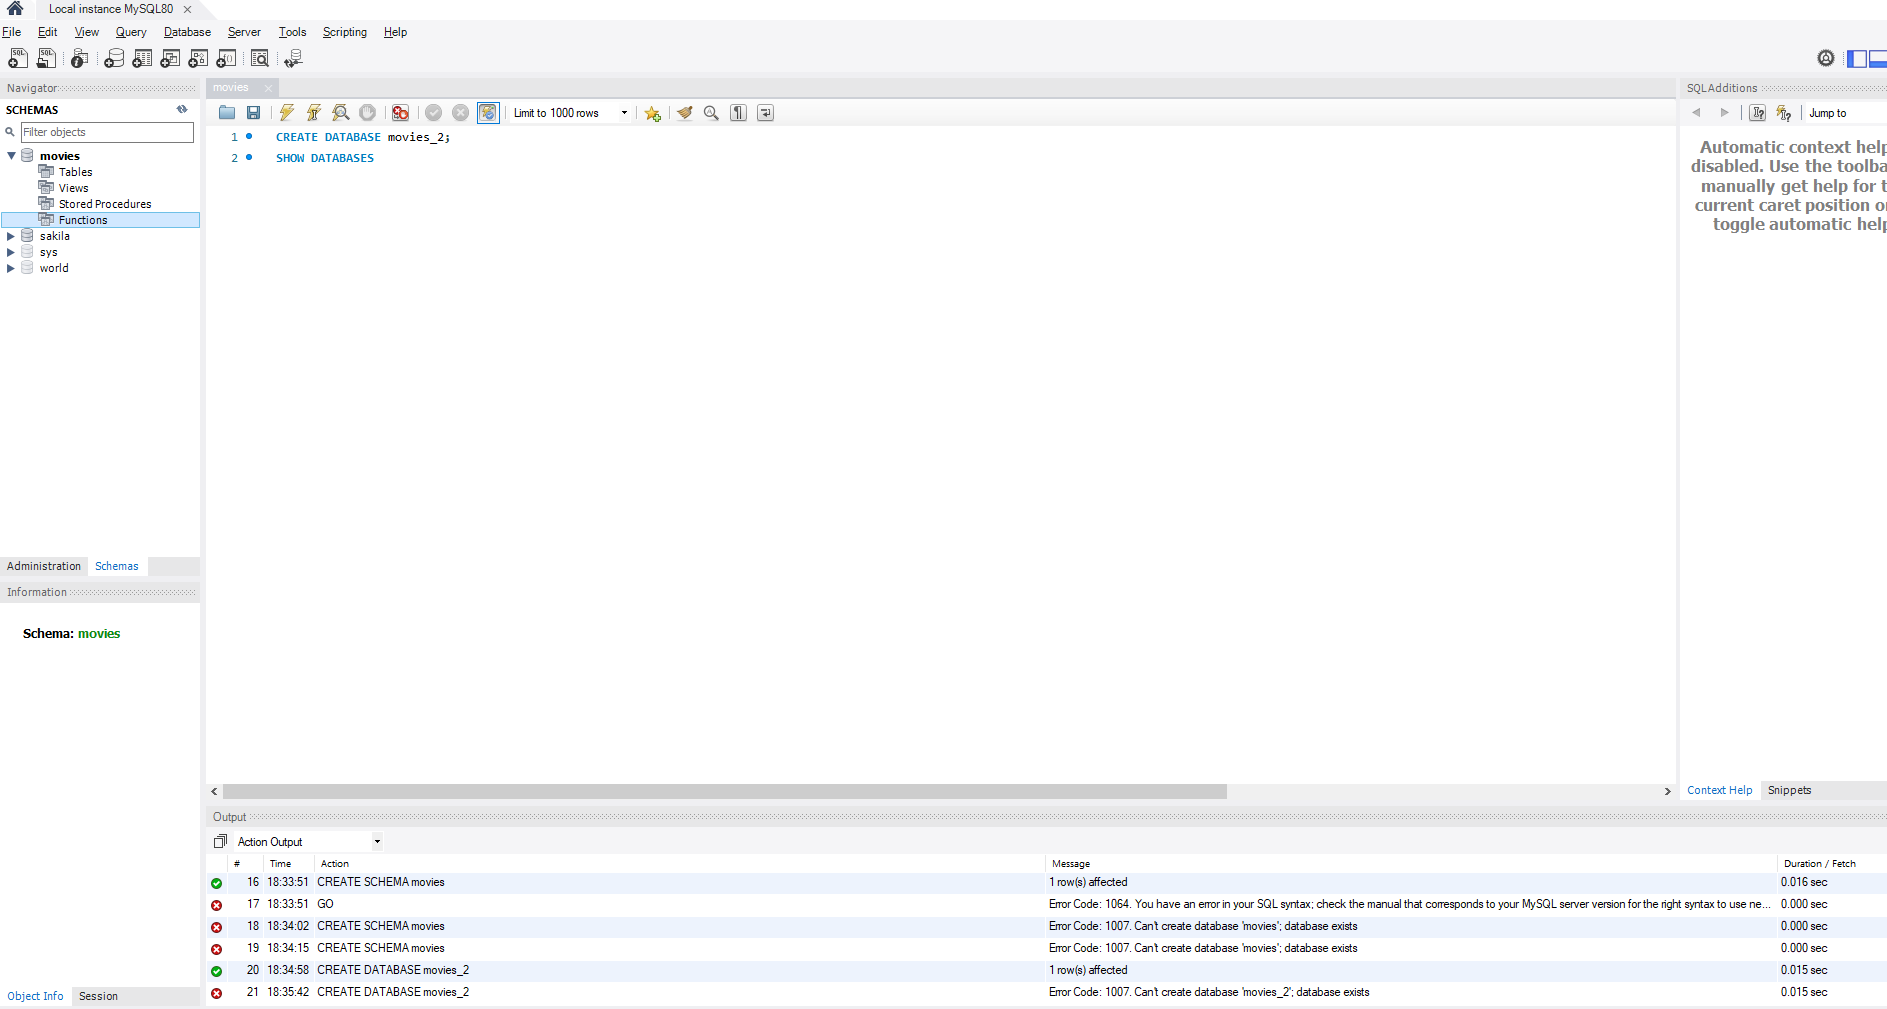 Local instance MySQL80
File Edit View Query Database Server Tools Scripting Help
Navigator
SCHEMAS
Filter objects
movies
Tables
Views
Stored Procedures
Functions
sakila
sys
world
Administration Schemas
Information
Schema: movies
Object Info Session
movies
Limit to 1000 rows
1 CREATE DATABASE movies_2;
2 SHOW DATABASES
SQLAdditions
Jump to
Automatic context help
disabled. Use the toolba
manually get help for t
current caret position o
toggle automatic help
Context Help Snippets
Output
Action Output
# Time Action Message Duration / Fetch
16 18:33:51 CREATE SCHEMA movies 1 row(s) affected 0.016 sec
17 18:33:51 GO Error Code: 1064. You have an error in your SQL syntax; check the manual that corresponds to your MySQL server version for the right syntax to use ne... 0.000 sec
18 18:34:02 CREATE SCHEMA movies Error Code: 1007. Can't create database 'movies'; database exists 0.000 sec
19 18:34:15 CREATE SCHEMA movies Error Code: 1007. Can't create database 'movies'; database exists 0.000 sec
20 18:34:58 CREATE DATABASE movies_2 1 row(s) affected 0.015 sec
21 18:35:42 CREATE DATABASE movies_2 Error Code: 1007. Can't create database 'movies_2'; database exists 0.015 sec